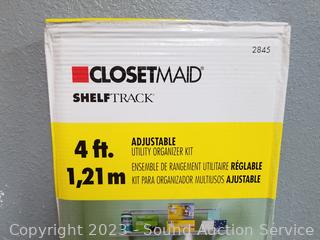 2845
CLOSETMAID®
SHELFTRACK®
4 ft.
1,21 m
ADJUSTABLE
UTILITY ORGANIZER KIT
ENSEMBLE DE RANGEMENT UTILITAIRE RÉGLABLE
KIT PARA ORGANIZADOR MULTIUSOS AJUSTABLE
Copyright 2023 - Sound Auction Service